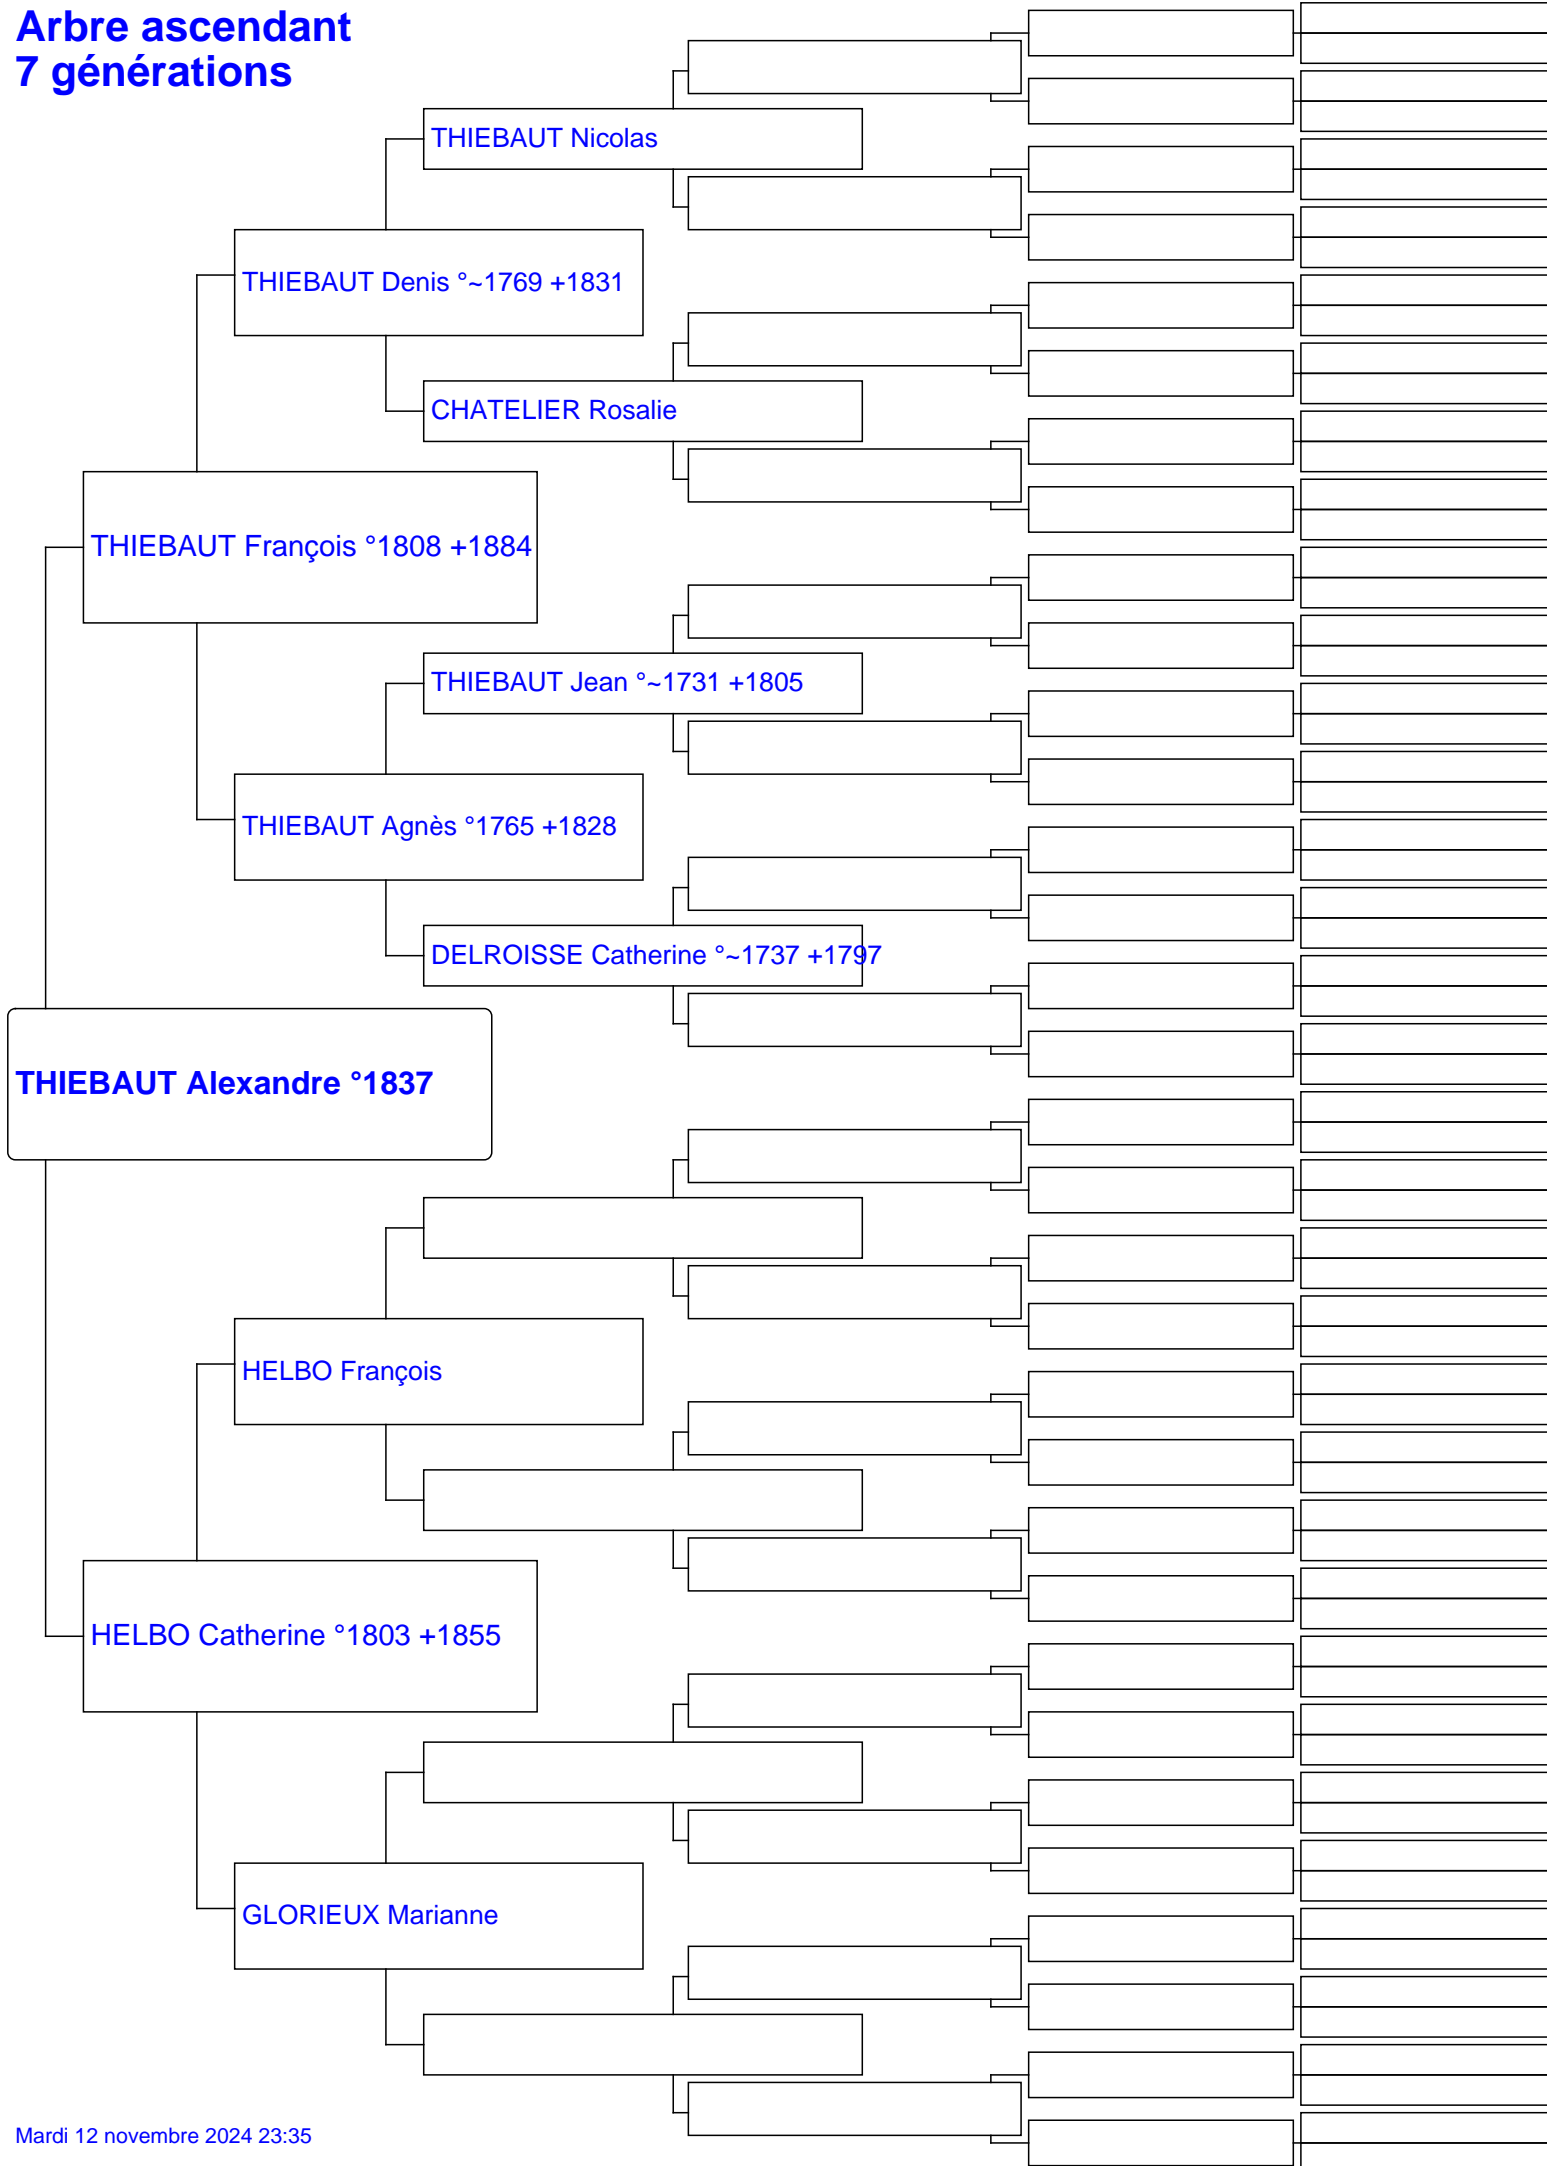 Arbre ascendant
7 générations
THIEBAUT Nicolas
THIEBAUT Denis °~1769 +1831
CHATELIER Rosalie
THIEBAUT François °1808 +1884
THIEBAUT Jean °~1731 +1805
THIEBAUT Agnès °1765 +1828
DELROISSE Catherine °~1737 +1797
THIEBAUT Alexandre °1837
HELBO François
HELBO Catherine °1803 +1855
GLORIEUX Marianne
Mardi 12 novembre 2024 23:35